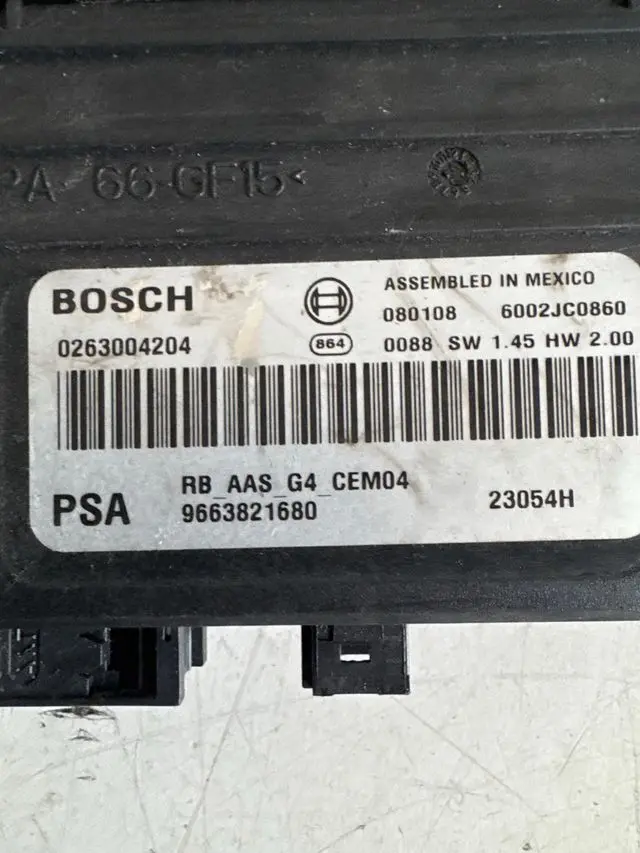 PA 66-GF15<
BOSCH
ASSEMBLED IN MEXICO
080108 6002JC0860
0263004204 864 0088 SW 1.45 HW 2.00
PSA
RB_AAS_G4_CEM04
9663821680
23054H